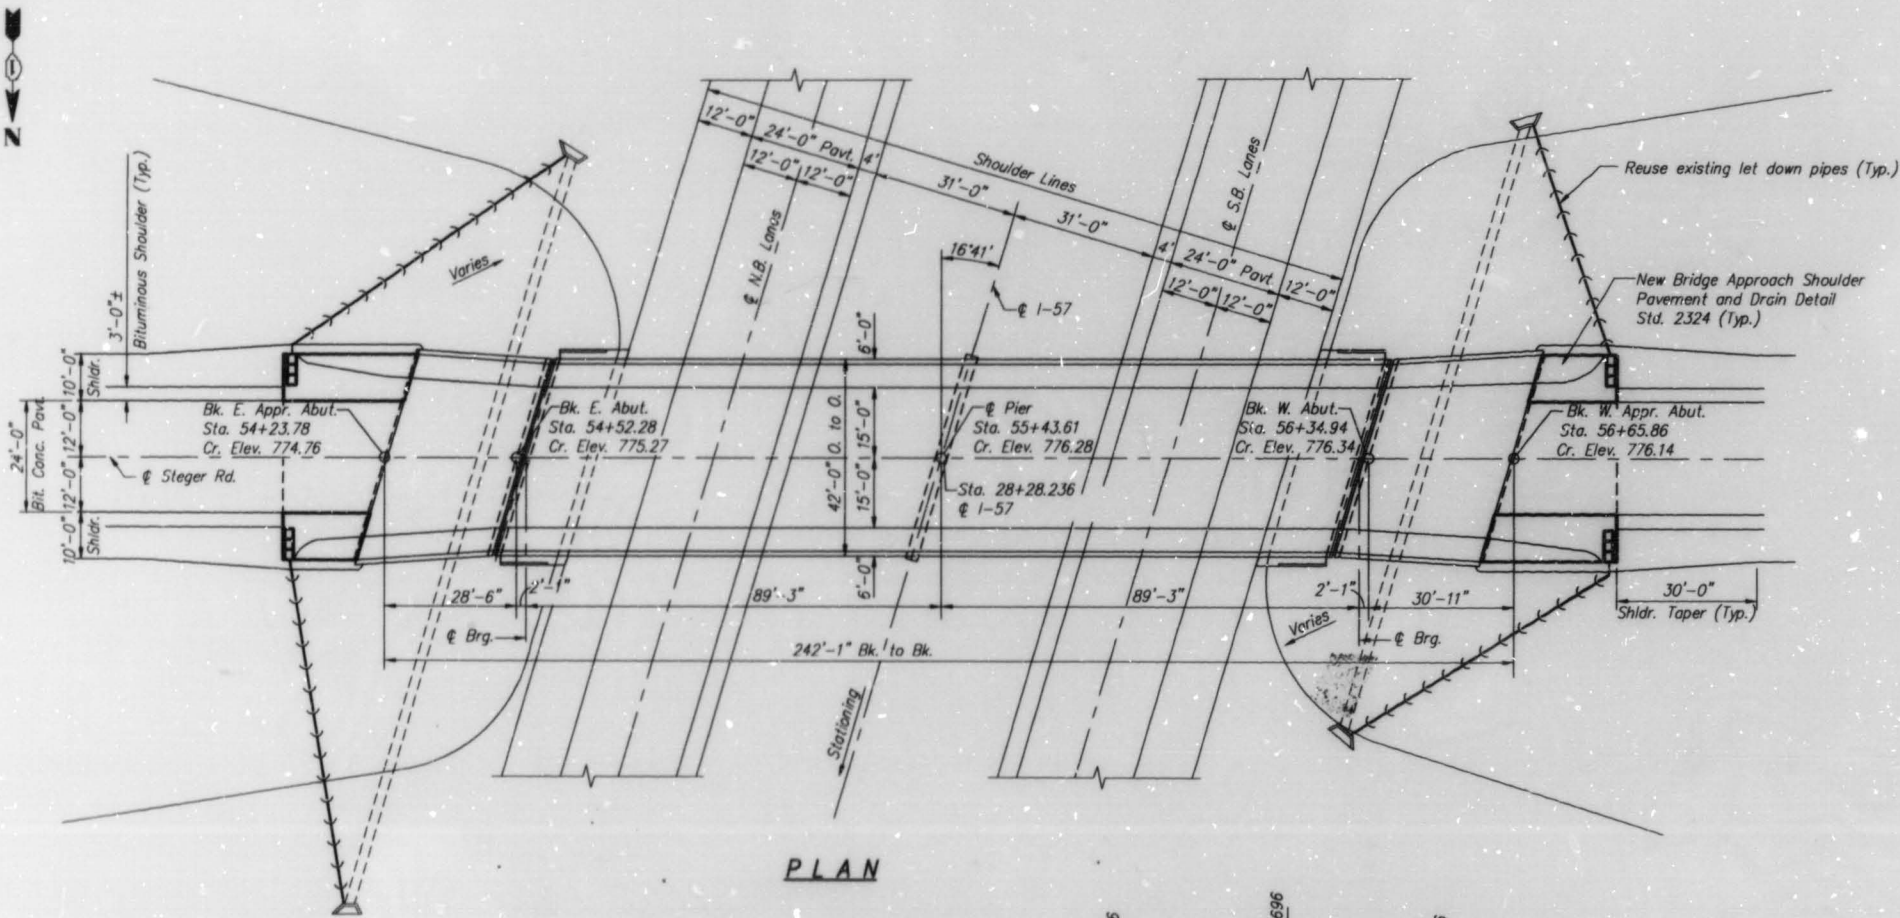 N
3'-0"±
Bituminous Shoulder (Typ.)
Varies
12'-0"
24'-0" Pavt.
4'
12'-0"
12'-0"
31'-0"
Shoulder Lines
31'-0"
4'
24'-0" Pavt.
12'-0"
12'-0"
12'-0"
℄ N.B. Lanes
℄ S.B. Lanes
16°41'
℄ I-57
Reuse existing let down pipes (Typ.)
New Bridge Approach Shoulder
Pavement and Drain Detail
Std. 2324 (Typ.)
10'-0"
Shldr.
24'-0"
Bit. Conc. Pavt.
12'-0"
12'-0"
10'-0"
Shldr.
Bk. E. Appr. Abut.
Sta. 54+23.78
Cr. Elev. 774.76
℄ Steger Rd.
Bk. E. Abut.
Sta. 54+52.28
Cr. Elev. 775.27
6'-0"
42'-0" O. to O.
15'-0"
15'-0"
6'-0"
℄ Pier
Sta. 55+43.61
Cr. Elev. 776.28
Sta. 28+28.236
℄ I-57
Bk. W. Abut.
Sta. 56+34.94
Cr. Elev. 776.34
Bk. W. Appr. Abut.
Sta. 56+65.86
Cr. Elev. 776.14
28'-6"
2'-1"
89'-3"
89'-3"
2'-1"
30'-11"
30'-0"
Shldr. Taper (Typ.)
℄ Brg.
℄ Brg.
Varies
242'-1" Bk. to Bk.
Stationing
PLAN
696